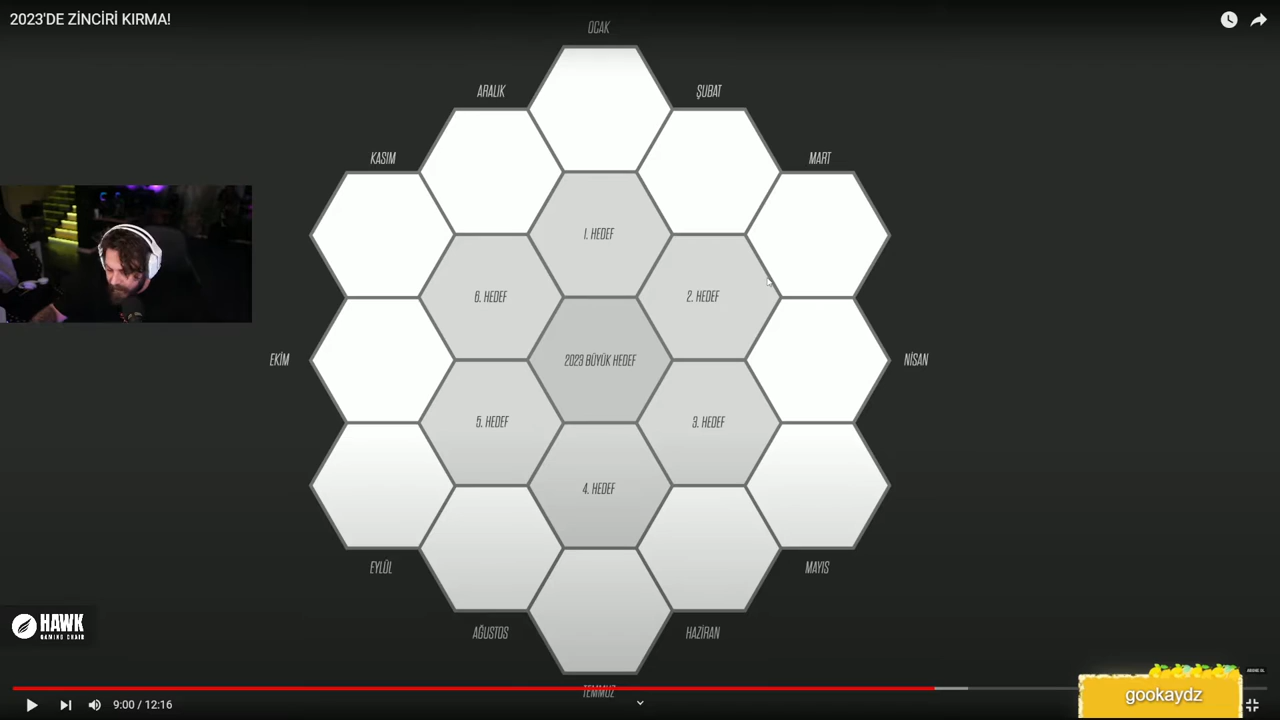 2023'DE ZİNCİRİ KIRMA!
OCAK
ARALIK
ŞUBAT
KASIM
MART
1. HEDEF
6. HEDEF
2. HEDEF
EKİM
2023 BÜYÜK HEDEF
NİSAN
5. HEDEF
3. HEDEF
4. HEDEF
EYLÜL
MAYIS
HAWK
GAMING CHAIR
AĞUSTOS
HAZİRAN
TEMMUZ
gookaydz
9:00 / 12:16